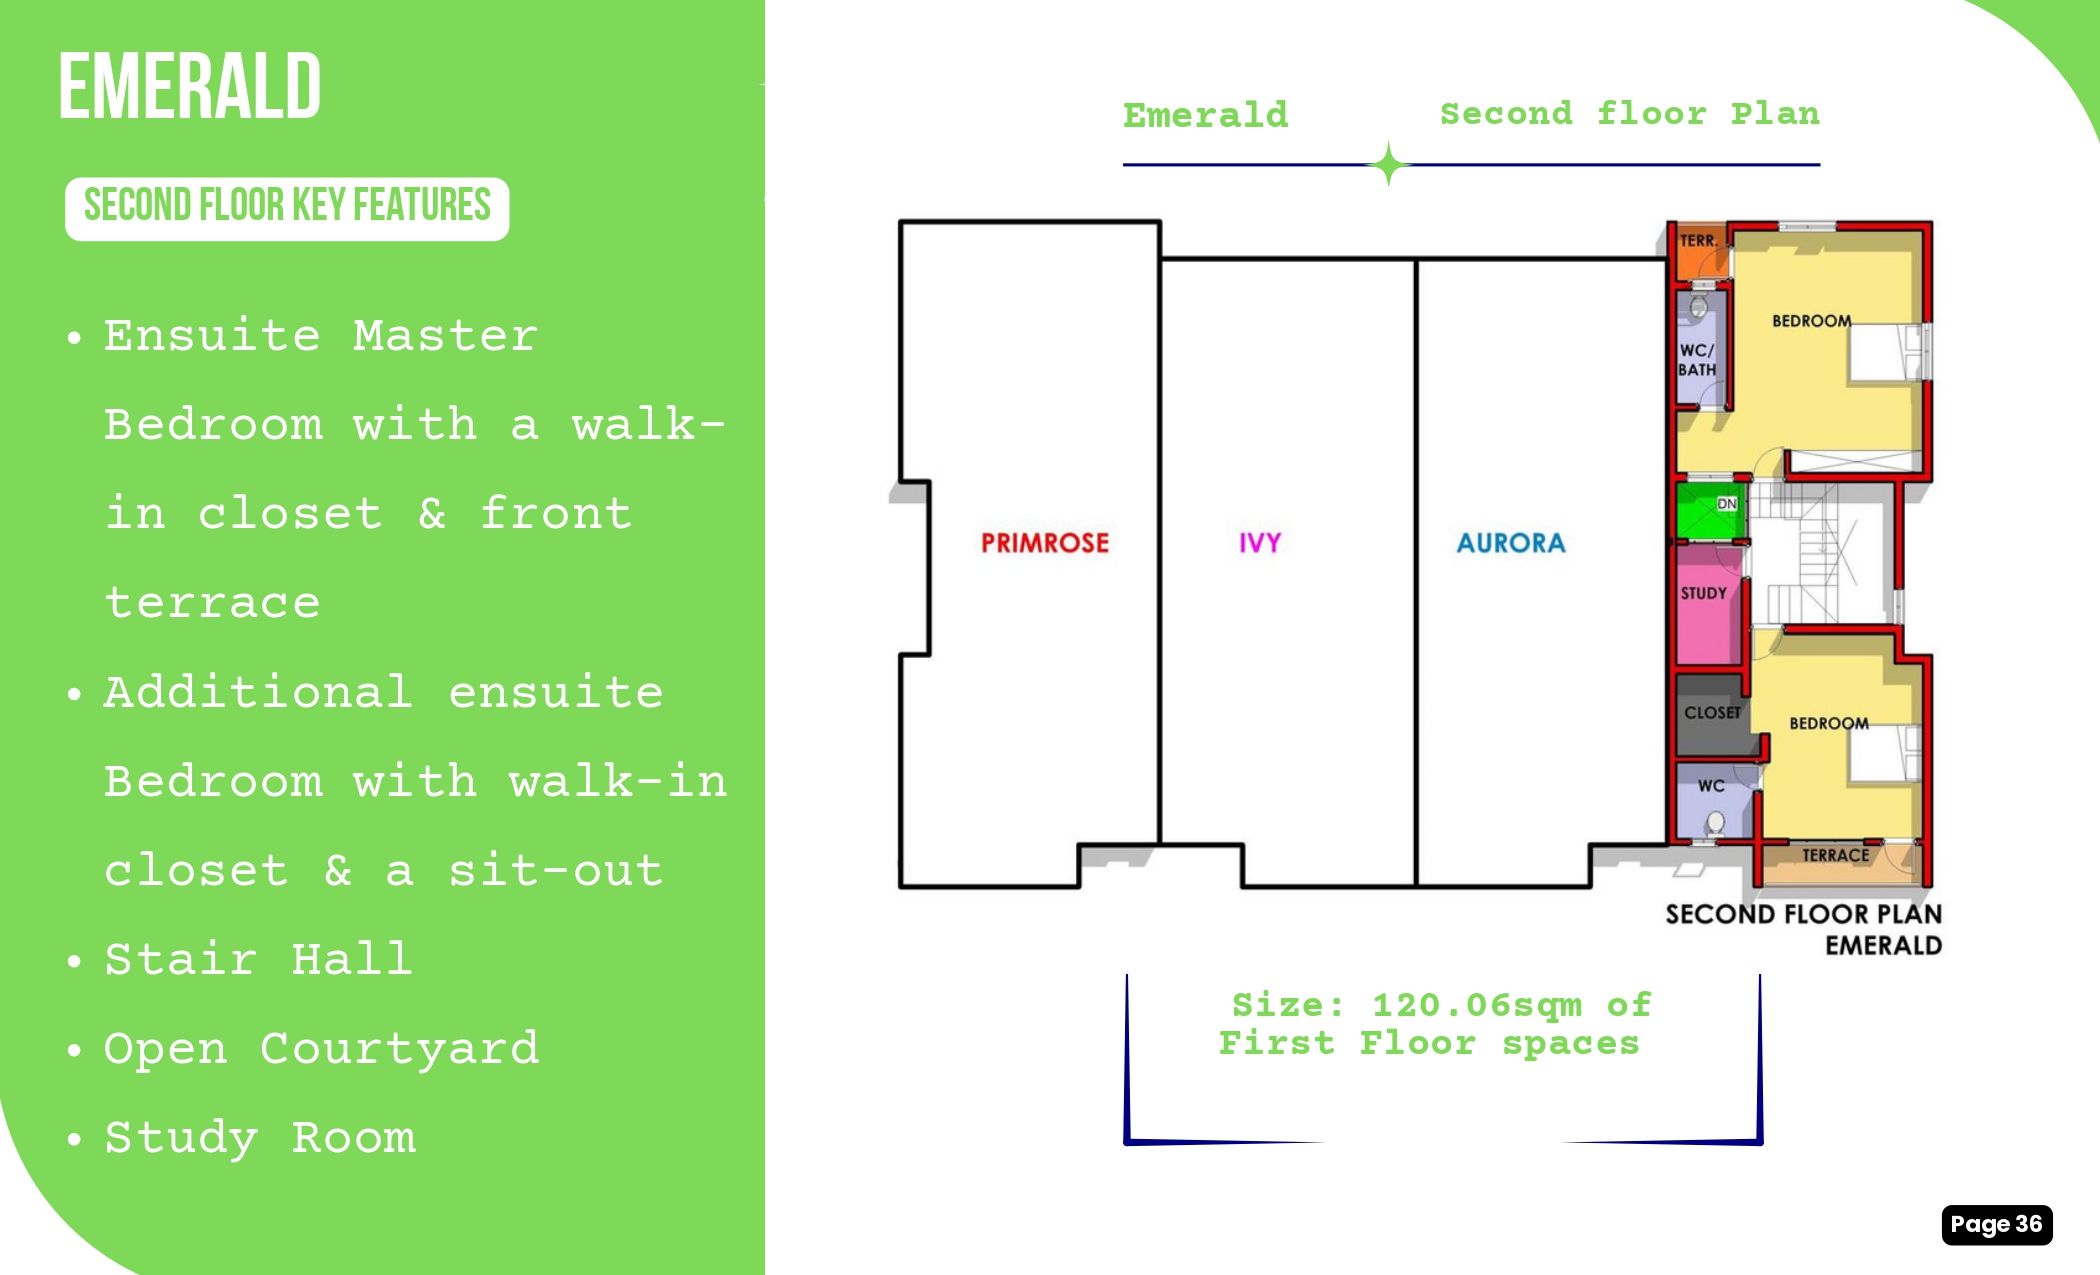 EMERALD
SECOND FLOOR KEY FEATURES
• Ensuite Master
Bedroom with a walk-
in closet & front
terrace
• Additional ensuite
Bedroom with walk-in
closet & a sit-out
• Stair Hall
• Open Courtyard
• Study Room
Emerald
Second floor Plan
TERR.
BEDROOM
WC/
BATH
DN
PRIMROSE
IVY
AURORA
STUDY
CLOSET
BEDROOM
WC
TERRACE
SECOND FLOOR PLAN
EMERALD
Size: 120.06sqm of
First Floor spaces
Page 36